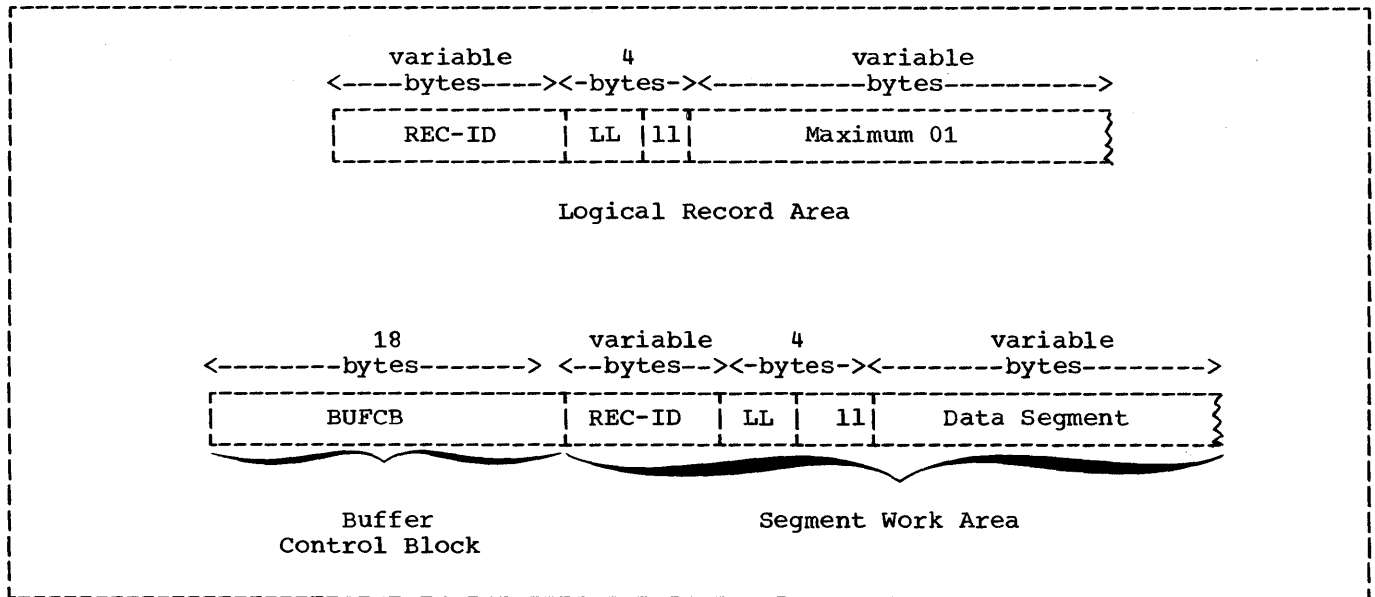 variable 4 variable
<----bytes----><-bytes-><----------bytes---------->
REC-ID LL ll Maximum 01
Logical Record Area
18 variable 4 variable
<--------bytes-------> <--bytes--><-bytes-><--------bytes-------->
BUFCB REC-ID LL ll Data Segment
Buffer Segment Work Area
Control Block